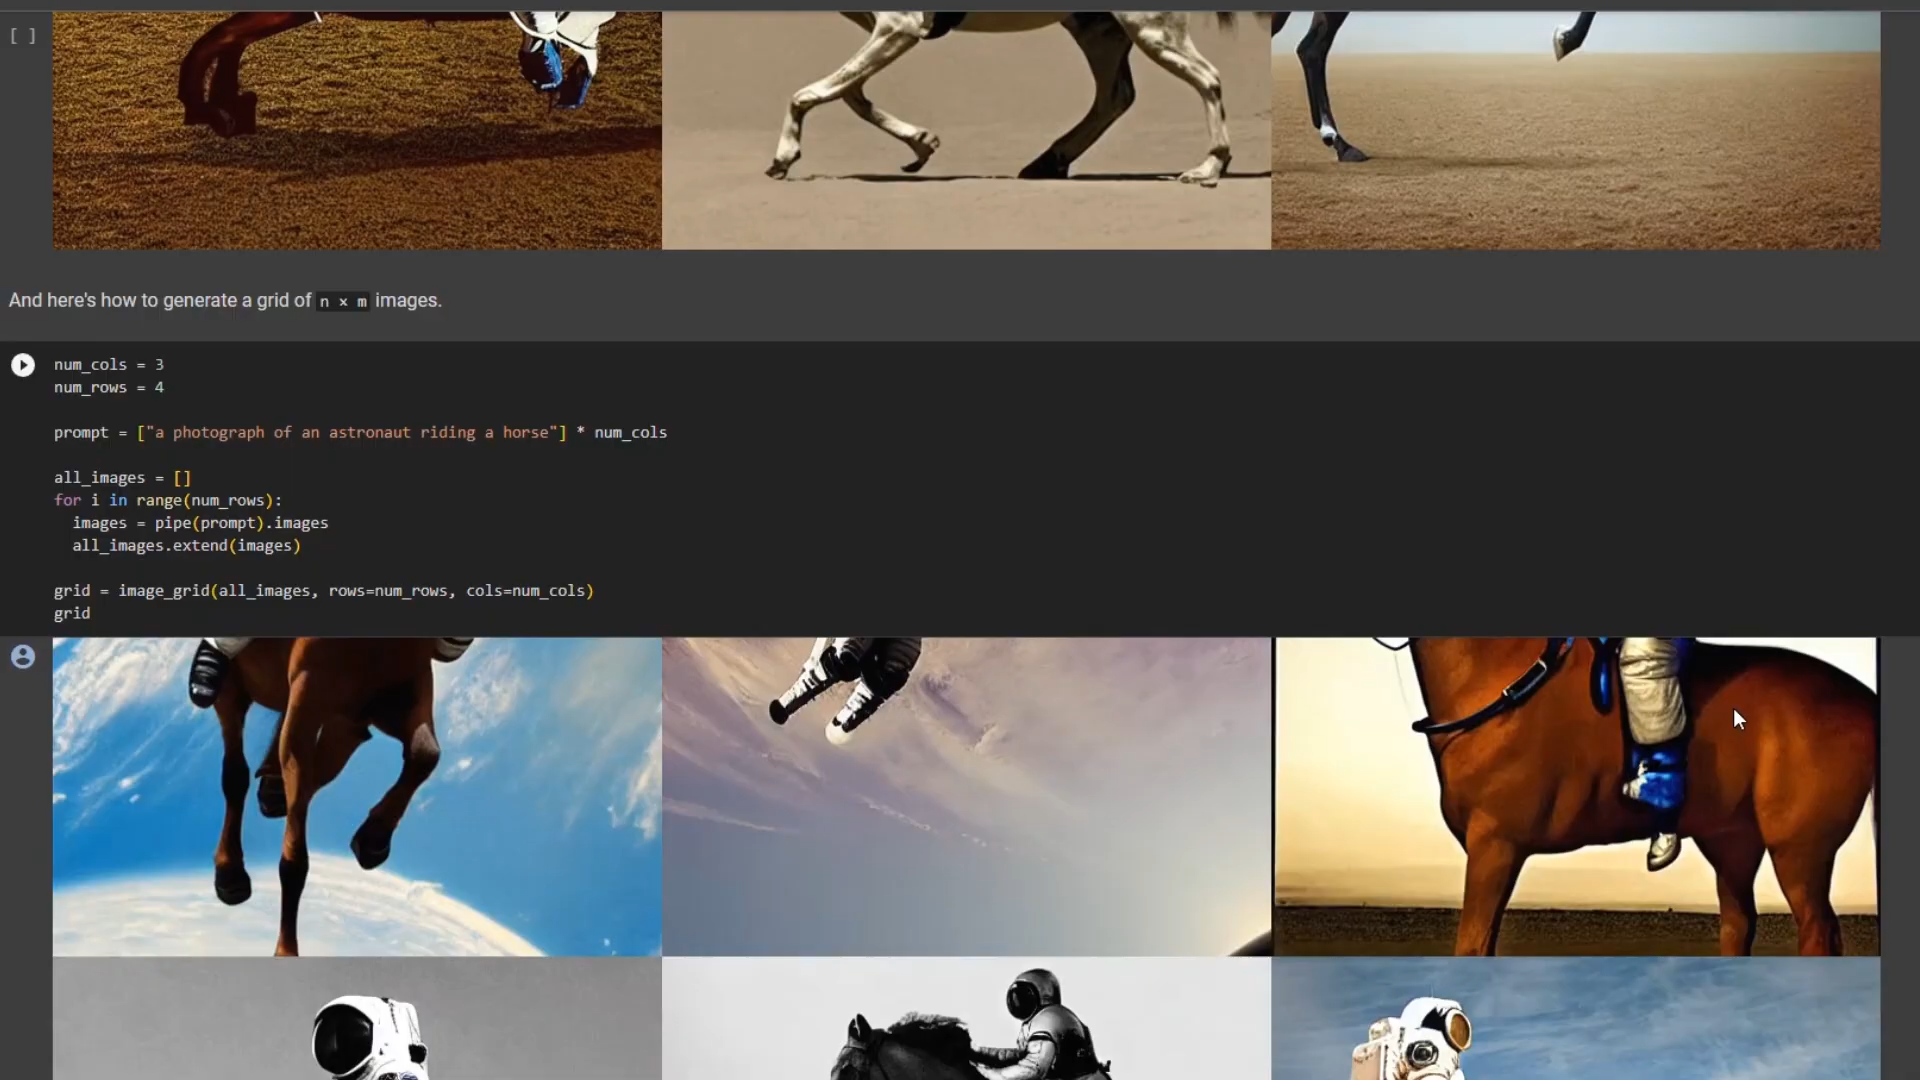 [ ]
And here's how to generate a grid of n × m images.
num_cols = 3
num_rows = 4
prompt = ["a photograph of an astronaut riding a horse"] * num_cols
all_images = []
for i in range(num_rows):
  images = pipe(prompt).images
  all_images.extend(images)
grid = image_grid(all_images, rows=num_rows, cols=num_cols)
grid